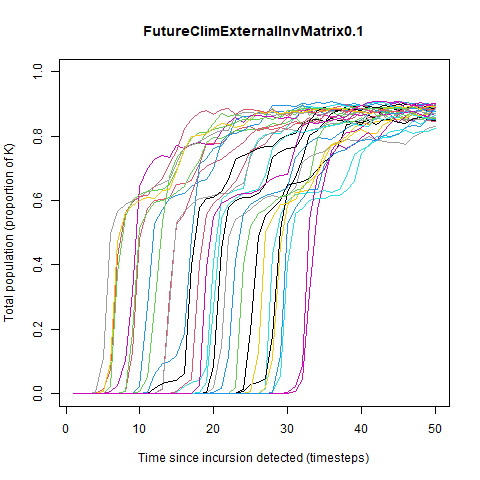 FutureClimExternalInvMatrix0.1
Total population (proportion of K)
1.0
0.8
0.6
0.4
0.2
0.0
0 10 20 30 40 50
Time since incursion detected (timesteps)